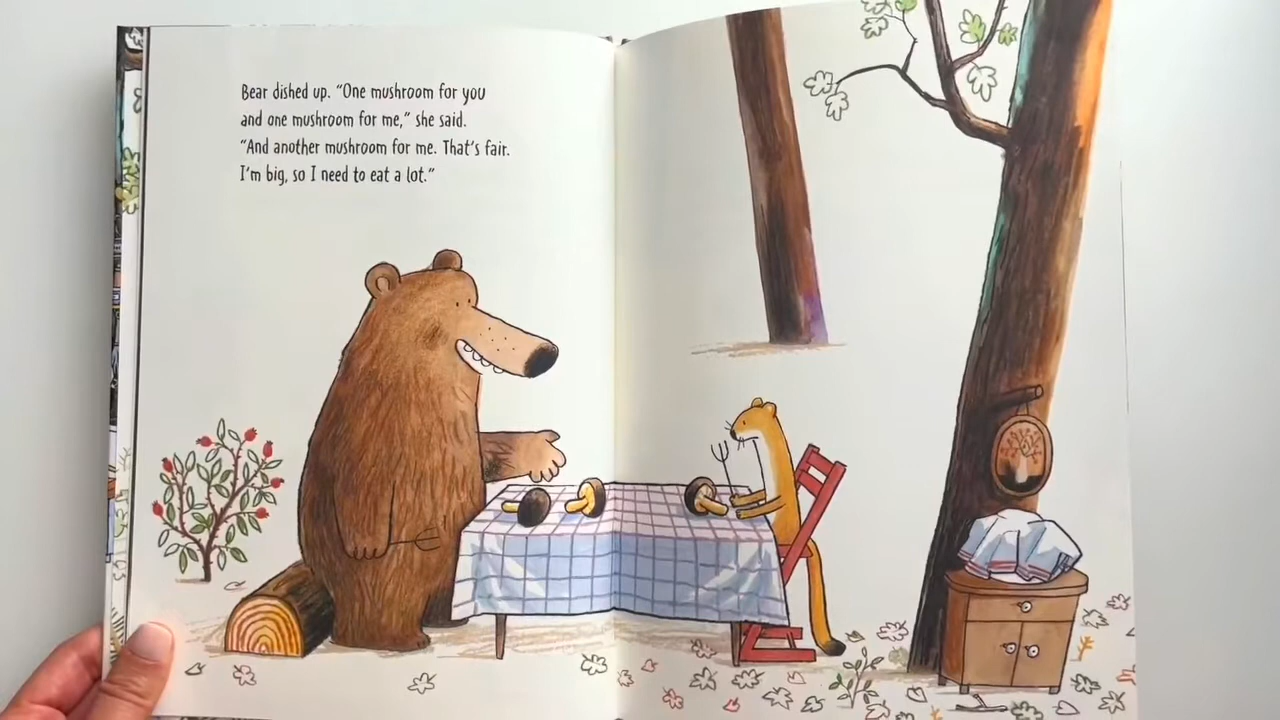 Bear dished up. “One mushroom for you
and one mushroom for me,” she said.
“And another mushroom for me. That’s fair.
I’m big, so I need to eat a lot.”